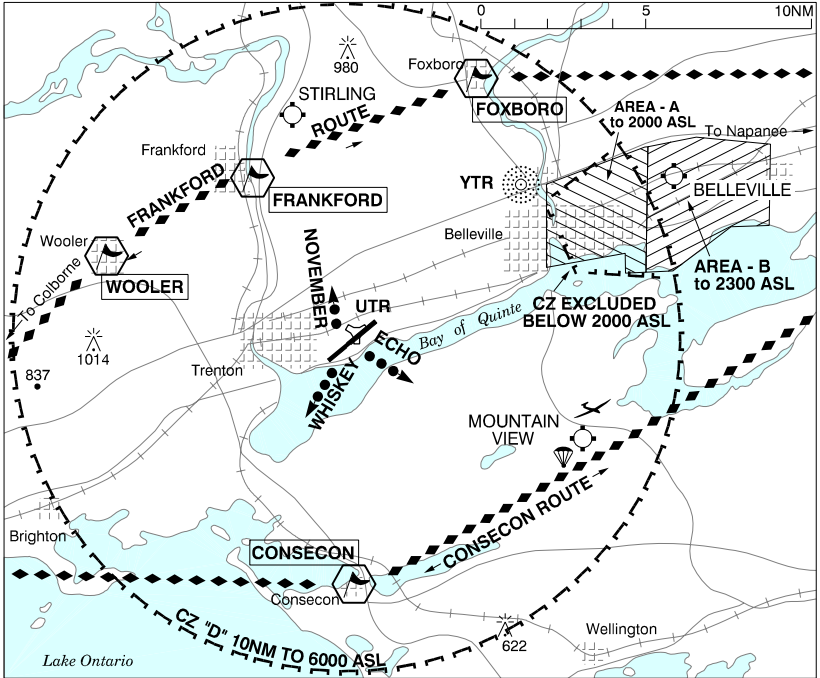 0 5 10NM
Foxboro
980
STIRLING
FOXBORO
AREA - A
to 2000 ASL
To Napanee
ROUTE
Frankford
FRANKFORD
FRANKFORD
YTR
BELLEVILLE
Belleville
Wooler
WOOLER
To Colborne
NOVEMBER
AREA - B
to 2300 ASL
CZ EXCLUDED
BELOW 2000 ASL
UTR
Bay of Quinte
ECHO
WHISKEY
1014
837
Trenton
MOUNTAIN
VIEW
CONSECON ROUTE
Brighton
CONSECON
Consecon
CZ "D" 10NM TO 6000 ASL
622
Wellington
Lake Ontario